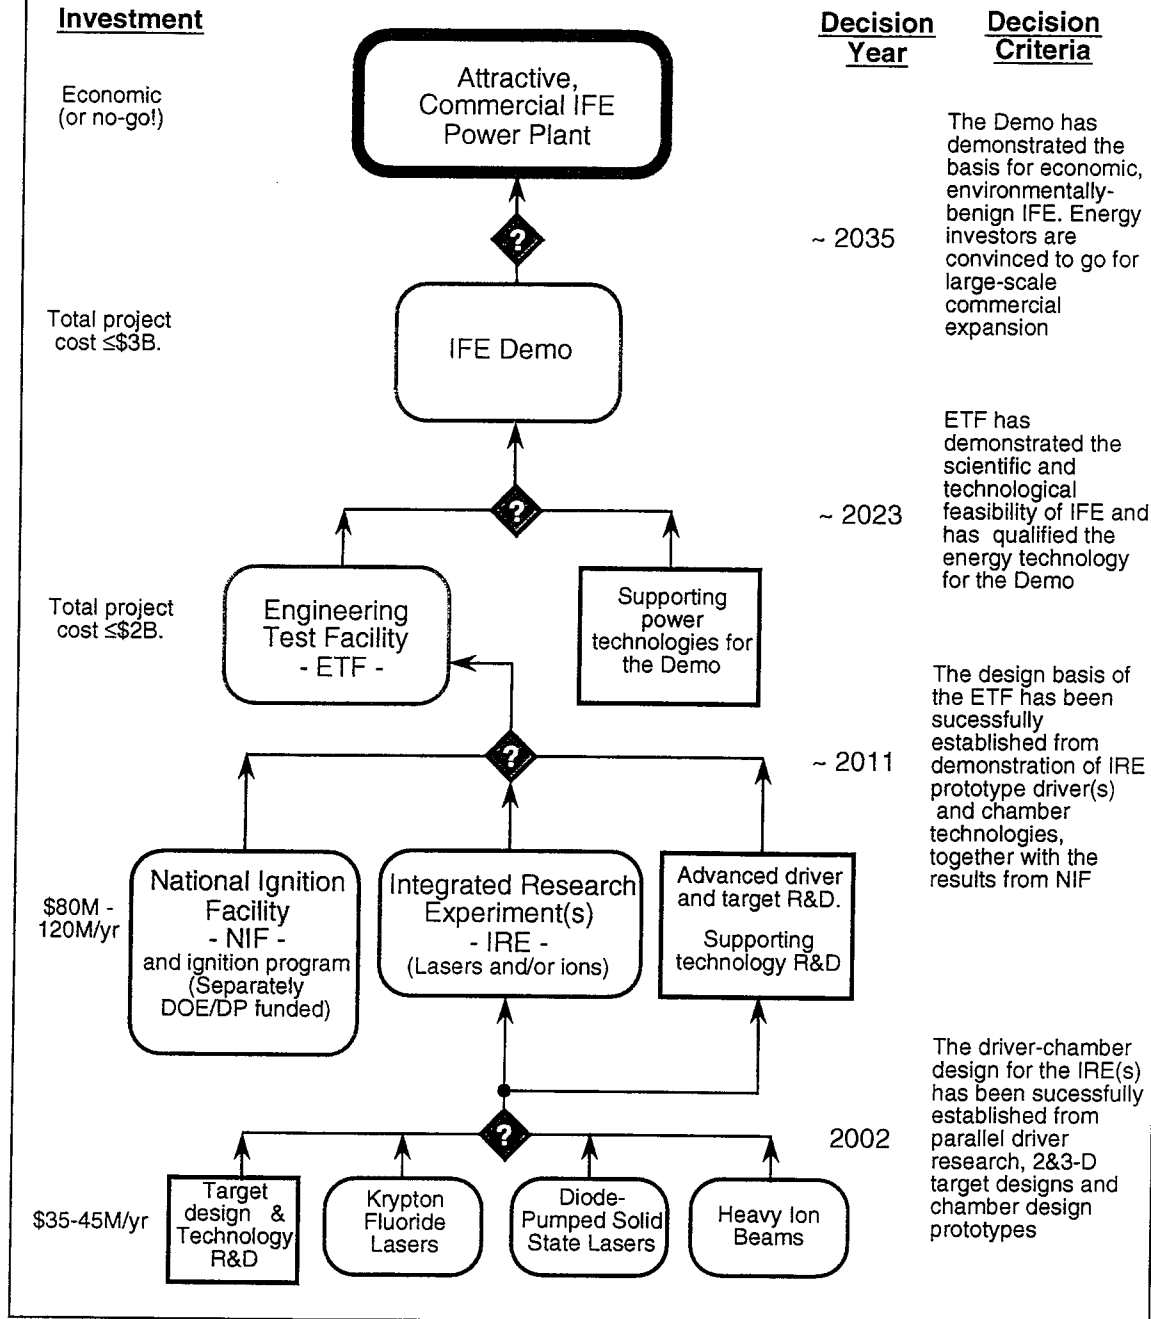 Investment
Decision
Year
Decision
Criteria
Economic
(or no-go!)
Attractive,
Commercial IFE
Power Plant
?
~ 2035
The Demo has
demonstrated the
basis for economic,
environmentally-
benign IFE. Energy
investors are
convinced to go for
large-scale
commercial
expansion
Total project
cost ≤$3B.
IFE Demo
?
~ 2023
ETF has
demonstrated the
scientific and
technological
feasibility of IFE and
has qualified the
energy technology
for the Demo
Total project
cost ≤$2B.
Engineering
Test Facility
- ETF -
Supporting
power
technologies for
the Demo
?
~ 2011
The design basis of
the ETF has been
sucessfully
established from
demonstration of IRE
prototype driver(s)
and chamber
technologies,
together with the
results from NIF
$80M -
120M/yr
National Ignition
Facility
- NIF -
and ignition program
(Separately
DOE/DP funded)
Integrated Research
Experiment(s)
- IRE -
(Lasers and/or ions)
Advanced driver
and target R&D.
Supporting
technology R&D
?
2002
The driver-chamber
design for the IRE(s)
has been sucessfully
established from
parallel driver
research, 2&3-D
target designs and
chamber design
prototypes
$35-45M/yr
Target
design &
Technology
R&D
Krypton
Fluoride
Lasers
Diode-
Pumped Solid
State Lasers
Heavy Ion
Beams